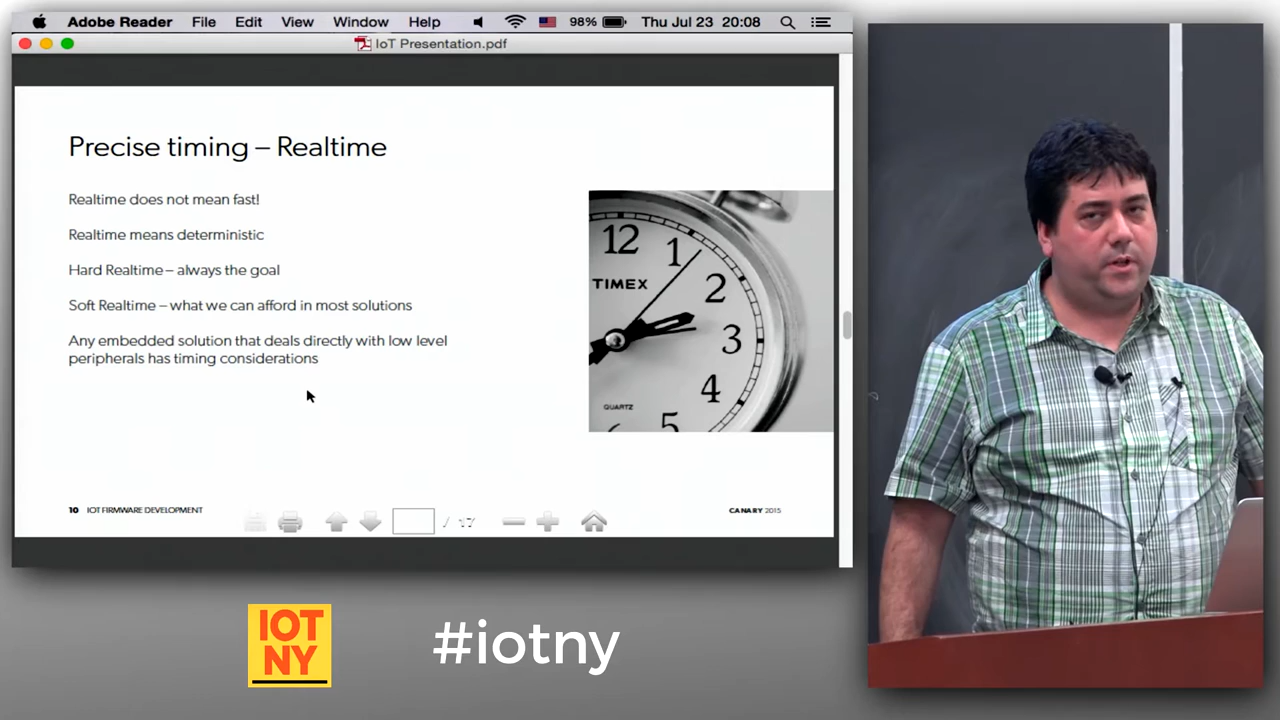 Adobe Reader File Edit View Window Help 98% Thu Jul 23 20:08
IoT Presentation.pdf
Precise timing – Realtime
Realtime does not mean fast!
Realtime means deterministic
Hard Realtime – always the goal
Soft Realtime – what we can afford in most solutions
Any embedded solution that deals directly with low level
peripherals has timing considerations
12
1
2
3
4
5
6
TIMEX
QUARTZ
10 IOT FIRMWARE DEVELOPMENT
/ 17
CANARY 2015
IOT
NY
#iotny